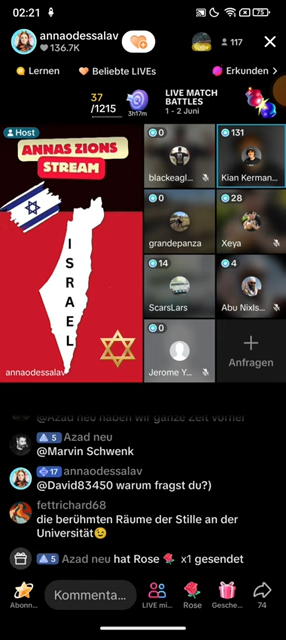 02:21
75
annaodessalav
136.7K
117
Lernen
Beliebte LIVEs
Erkunden
37
/1215
3h17m
LIVE MATCH
BATTLES
1 - 2 Juni
Host
ANNAS ZIONS
STREAM
ISRAEL
annaodessalav
0
blackeagl...
131
Kian Kerman...
0
grandepanza
28
Xeya
14
ScarsLars
4
Abu Nixls...
0
Jerome Y...
+
Anfragen
@Azad neu haben wir ganze Zeit vorher
5 Azad neu
@Marvin Schwenk
17 annaodessalav
@David83450 warum fragst du?)
fettrichard68
die berühmten Räume der Stille an der
Universität😉
5 Azad neu hat Rose 🌹 x1 gesendet
Abonn...
Kommenta...
LIVE mi...
Rose
Gesche...
74